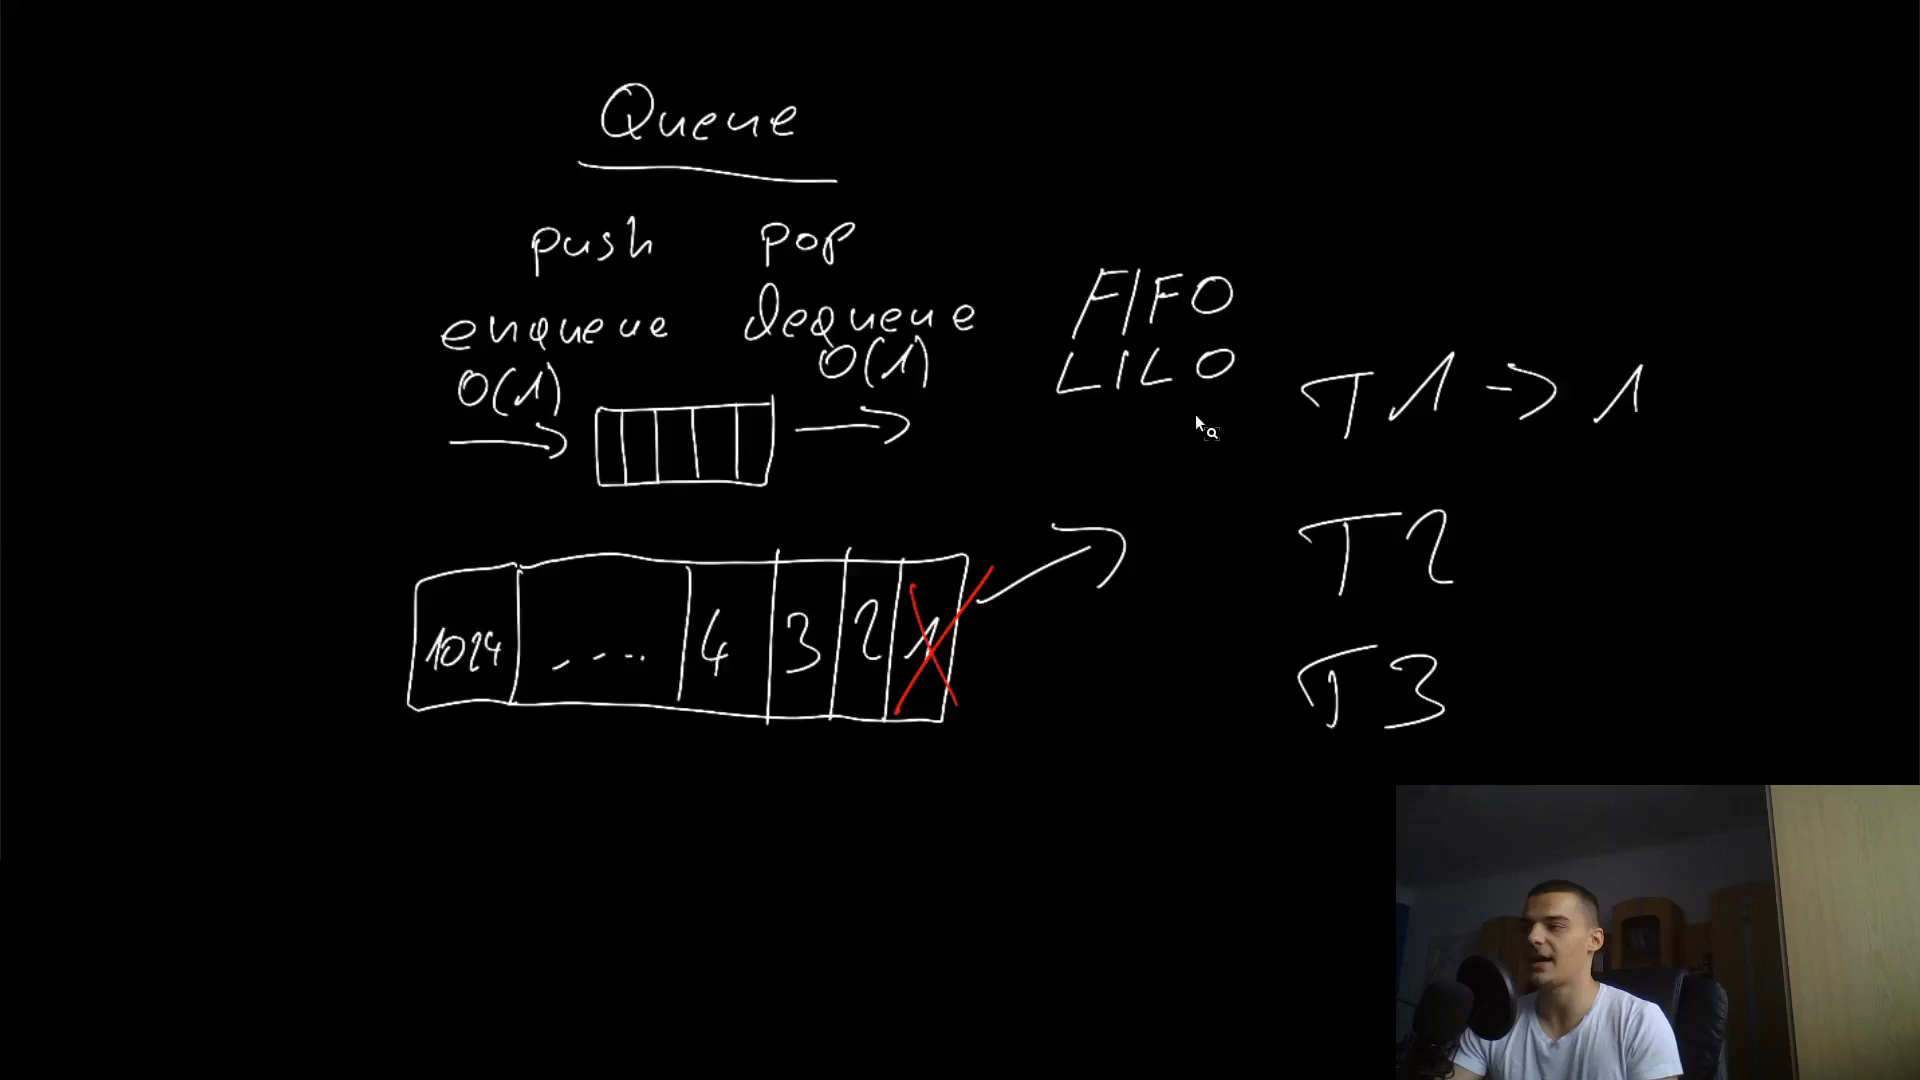 Queue
push pop
enqueue dequeue
O(1) O(1)
FIFO
LILO
T1 -> 1
T2
1024 .... 4 3 2 1
T3